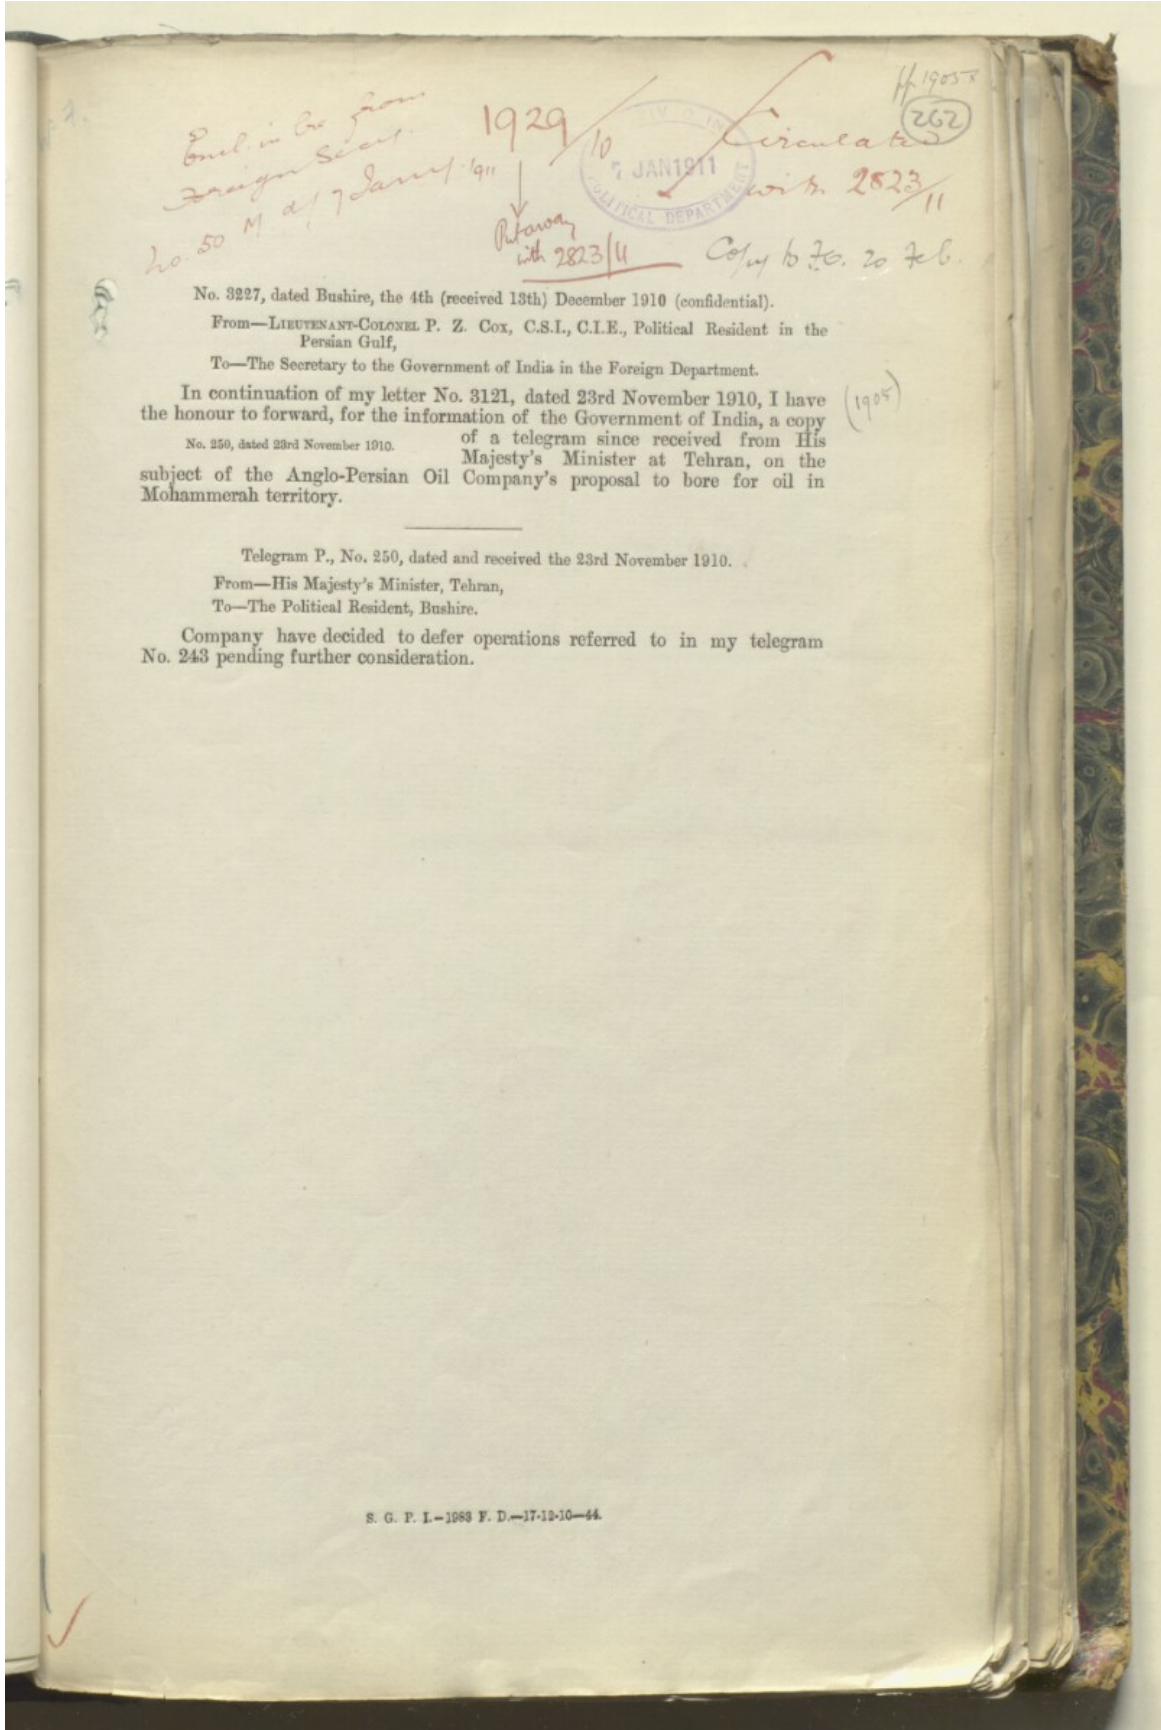 pp 1905
262
Encl. in br from
Foreign Secy.
No. 50 M. of 7 Jany. 1911
1929/10
7 JAN 1911
POLITICAL DEPARTMENT
Circulated
with 2823/11
Put away
with 2823/11
Copy to FO. 20 Feb.
No. 3227, dated Bushire, the 4th (received 13th) December 1910 (confidential).
From—LIEUTENANT-COLONEL P. Z. Cox, C.S.I., C.I.E., Political Resident in the
Persian Gulf,
To—The Secretary to the Government of India in the Foreign Department.
In continuation of my letter No. 3121, dated 23rd November 1910, I have
(1905)
the honour to forward, for the information of the Government of India, a copy
No. 250, dated 23rd November 1910.
of a telegram since received from His
Majesty's Minister at Tehran, on the
subject of the Anglo-Persian Oil Company's proposal to bore for oil in
Mohammerah territory.
Telegram P., No. 250, dated and received the 23rd November 1910.
From—His Majesty's Minister, Tehran,
To—The Political Resident, Bushire.
Company have decided to defer operations referred to in my telegram
No. 243 pending further consideration.
S. G. P. I.—1983 F. D.—17-12-10—44.